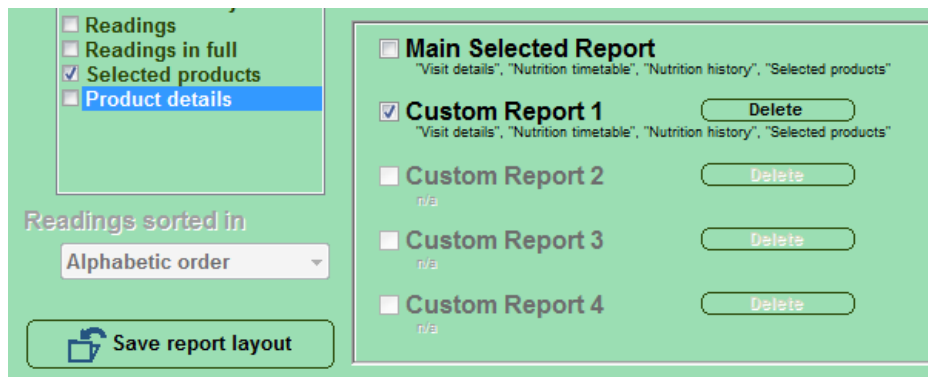 Readings
Readings in full
Selected products
Product details
Readings sorted in
Alphabetic order
Save report layout
Main Selected Report
"Visit details", "Nutrition timetable", "Nutrition history", "Selected products"
Custom Report 1 Delete
"Visit details", "Nutrition timetable", "Nutrition history", "Selected products"
Custom Report 2 Delete
n/a
Custom Report 3 Delete
n/a
Custom Report 4 Delete
n/a